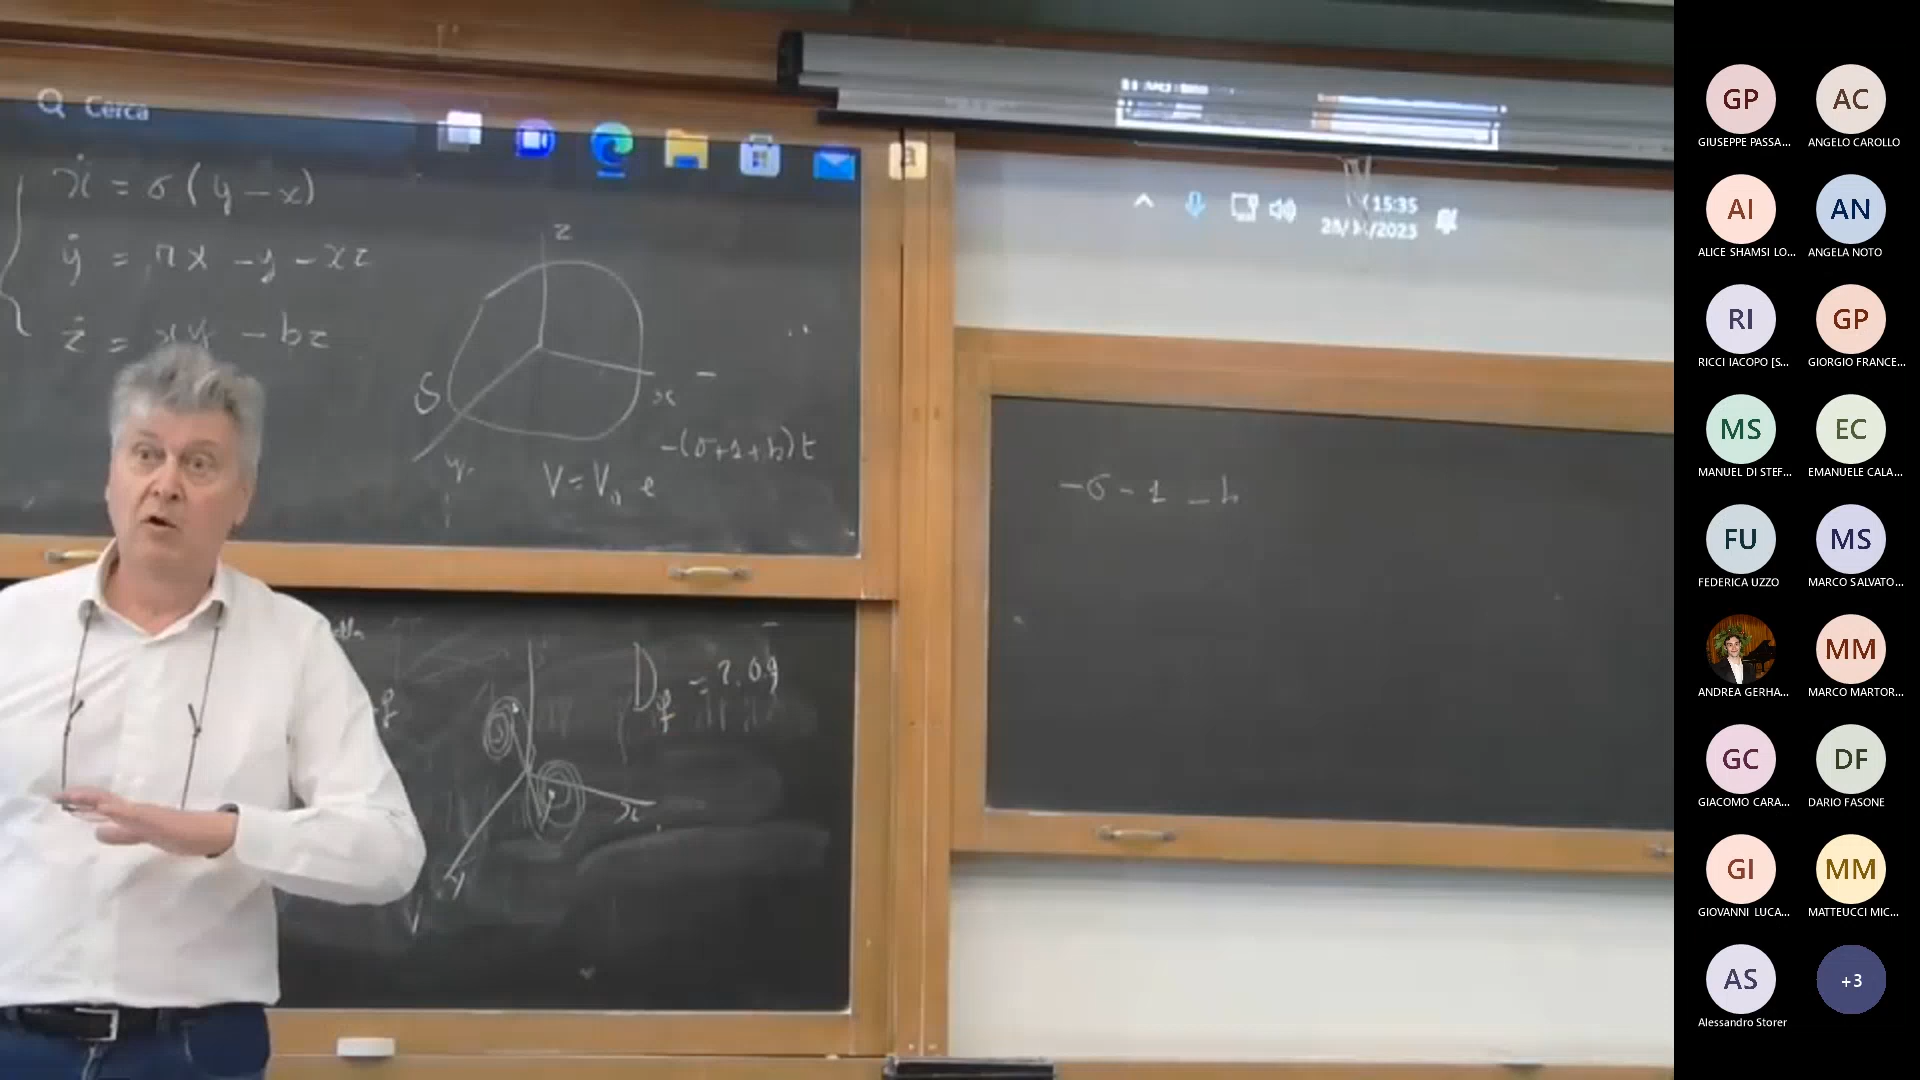 Cerca
ẋ = σ(y − x)
ẏ = rx − y − xz
ż = xy − bz
z
S
x
y
−(σ+1+b)t
V = V₀ e
15:35
−σ − 1 − b
D_f = 2.09
x
y
GP
GIUSEPPE PASSA...
AC
ANGELO CAROLLO
AI
ALICE SHAMSI LO...
AN
ANGELA NOTO
RI
RICCI IACOPO [S...
GP
GIORGIO FRANCE...
MS
MANUEL DI STEF...
EC
EMANUELE CALA...
FU
FEDERICA UZZO
MS
MARCO SALVATO...
ANDREA GERHA...
MM
MARCO MARTOR...
GC
GIACOMO CARA...
DF
DARIO FASONE
GI
GIOVANNI LUCA...
MM
MATTEUCCI MIC...
AS
Alessandro Storer
+3